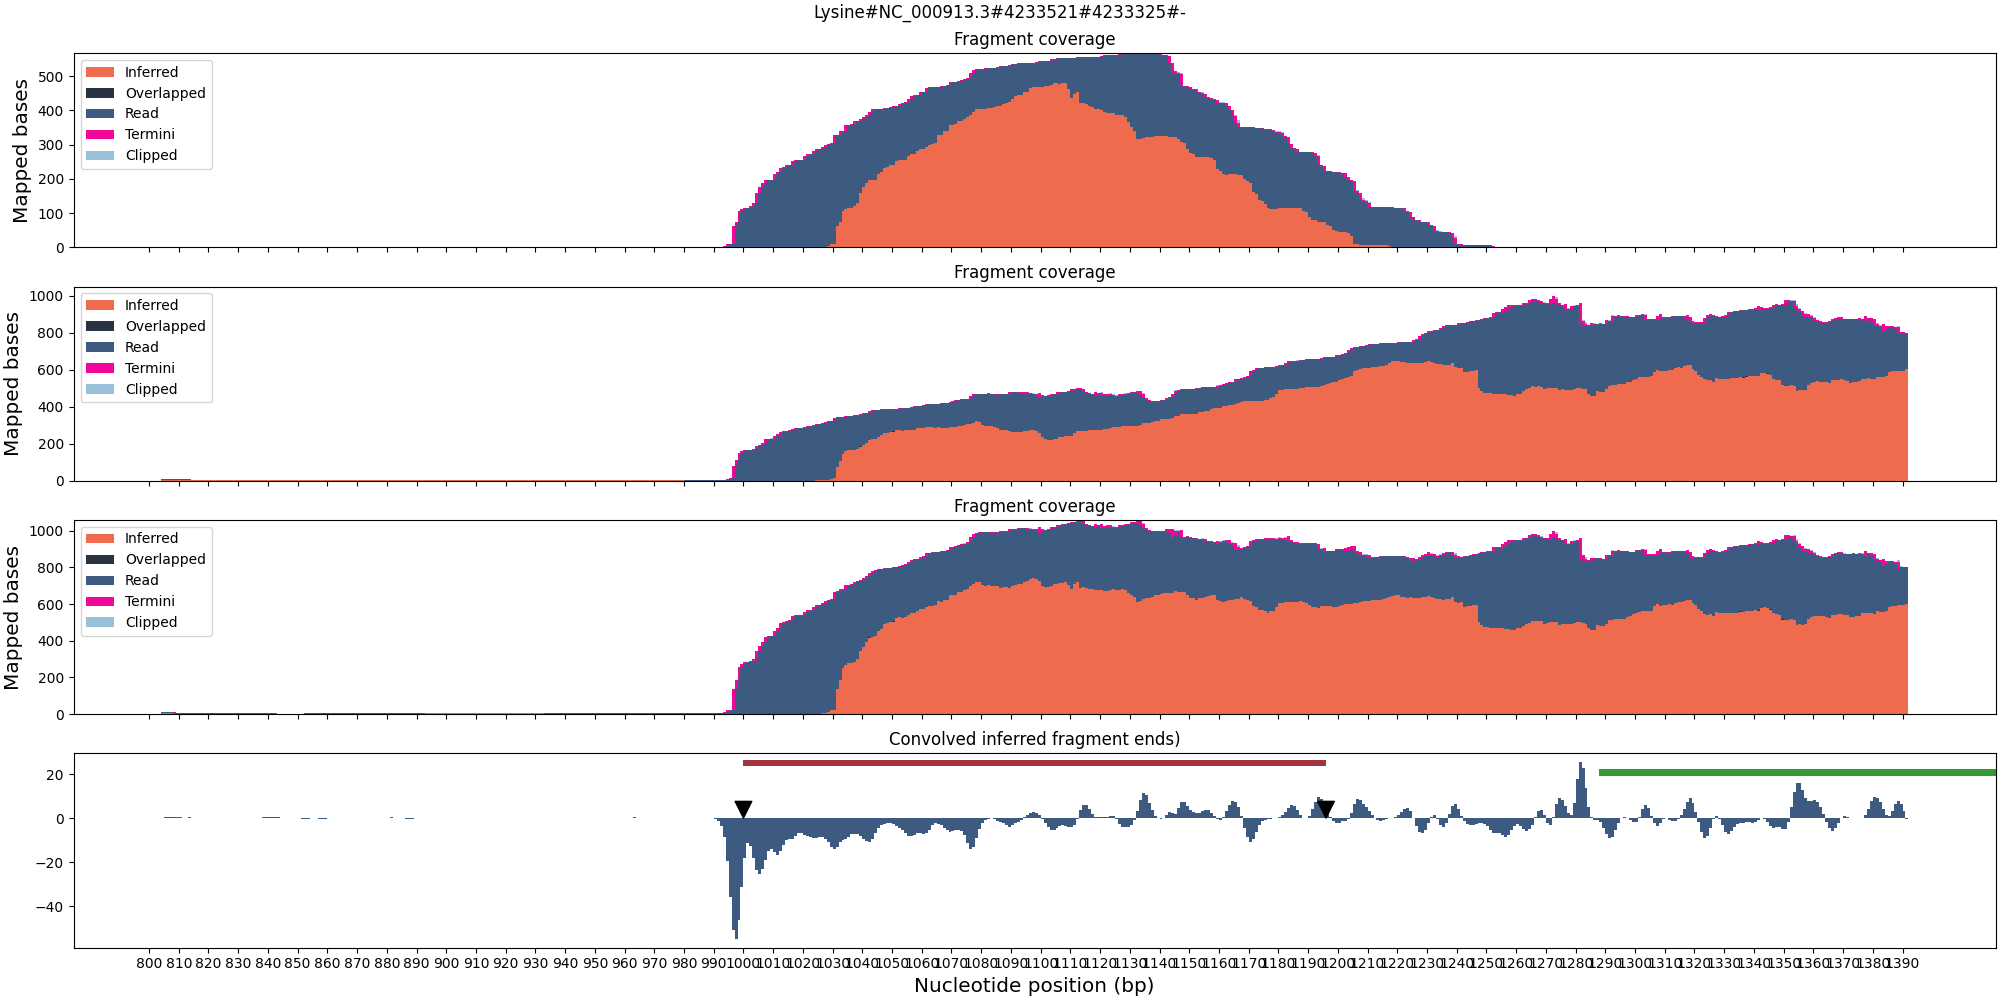 Lysine#NC_000913.3#4233521#4233325#-
Fragment coverage
Mapped bases
500
400
300
200
100
0
Inferred
Overlapped
Read
Termini
Clipped
Fragment coverage
Mapped bases
1000
800
600
400
200
0
Inferred
Overlapped
Read
Termini
Clipped
Fragment coverage
Mapped bases
1000
800
600
400
200
0
Inferred
Overlapped
Read
Termini
Clipped
Convolved inferred fragment ends)
20
0
−20
−40
800 810 820 830 840 850 860 870 880 890 900 910 920 930 940 950 960 970 980 990 1000 1010 1020 1030 1040 1050 1060 1070 1080 1090 1100 1110 1120 1130 1140 1150 1160 1170 1180 1190 1200 1210 1220 1230 1240 1250 1260 1270 1280 1290 1300 1310 1320 1330 1340 1350 1360 1370 1380 1390
Nucleotide position (bp)